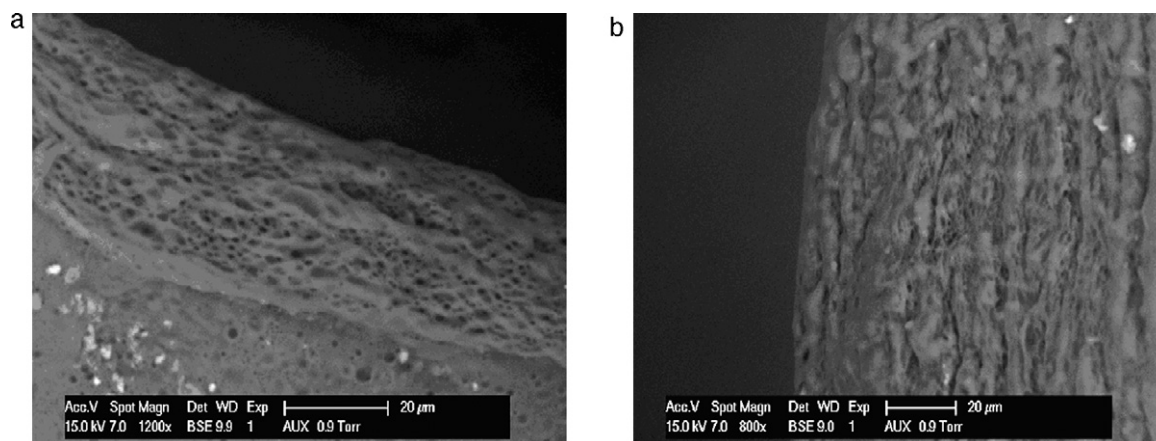 a
b
Acc.V Spot Magn Det WD Exp 20 µm
15.0 kV 7.0 1200x BSE 9.9 1 AUX 0.9 Torr
Acc.V Spot Magn Det WD Exp 20 µm
15.0 kV 7.0 800x BSE 9.0 1 AUX 0.9 Torr